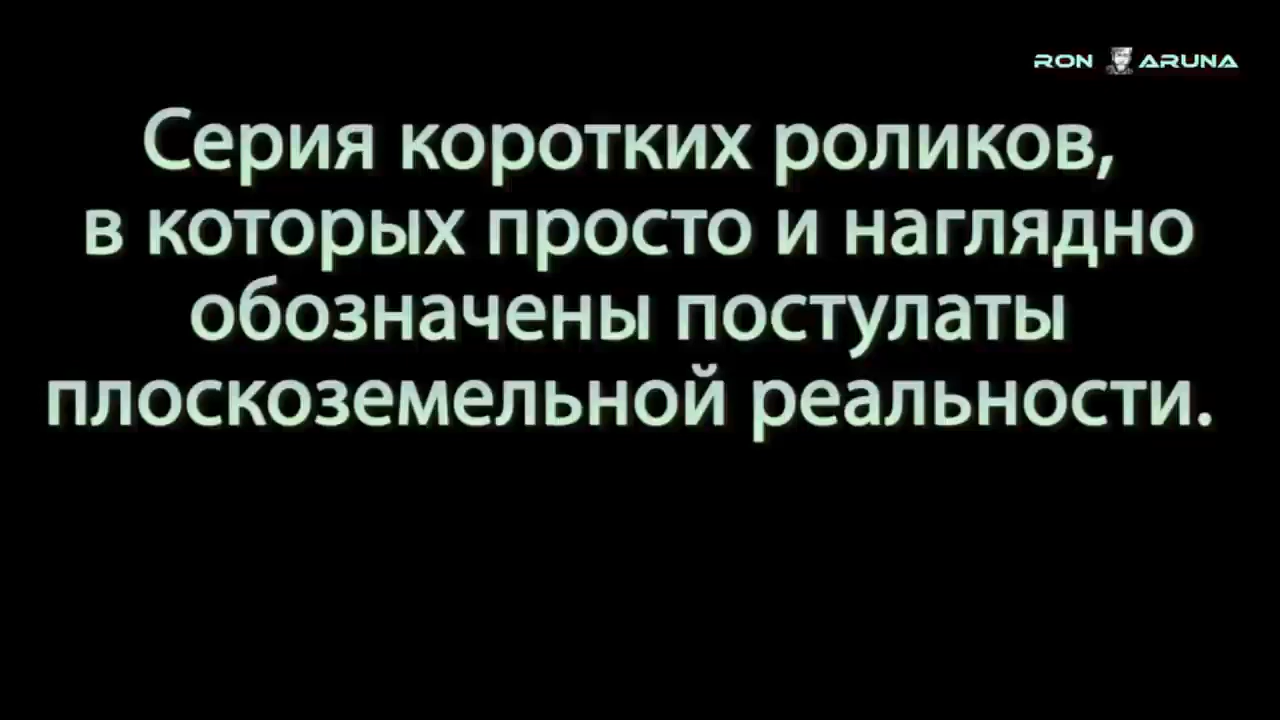 RON ARUNA
Серия коротких роликов,
в которых просто и наглядно
обозначены постулаты
плоскоземельной реальности.